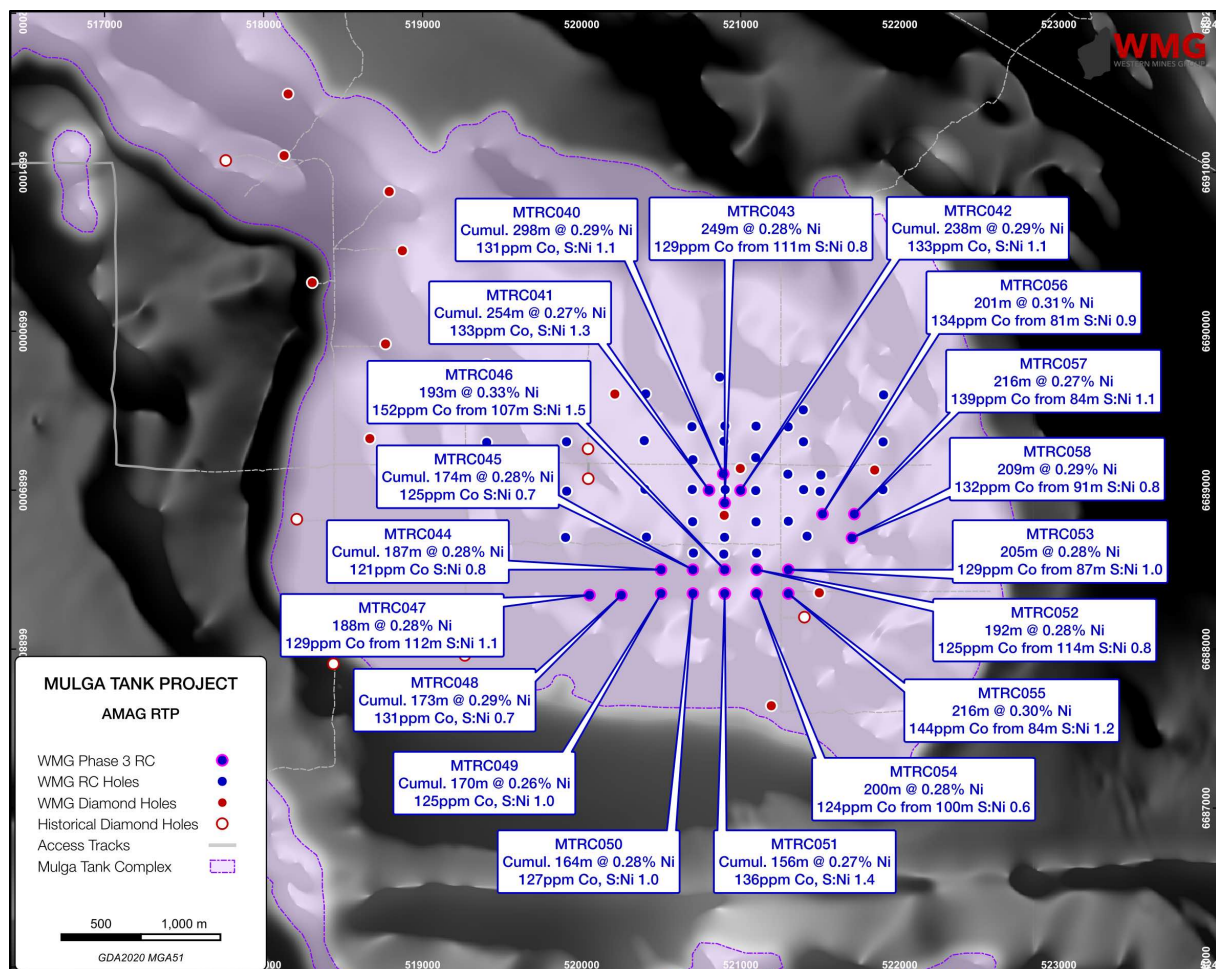 517000
518000
519000
520000
521000
522000
523000
WMG
WESTERN MINES GROUP
6691000
6691000
6690000
6690000
6689000
6689000
6688000
6688000
6687000
MTRC040
Cumul. 298m @ 0.29% Ni
131ppm Co, S:Ni 1.1
MTRC043
249m @ 0.28% Ni
129ppm Co from 111m S:Ni 0.8
MTRC042
Cumul. 238m @ 0.29% Ni
133ppm Co, S:Ni 1.1
MTRC041
Cumul. 254m @ 0.27% Ni
133ppm Co, S:Ni 1.3
MTRC056
201m @ 0.31% Ni
134ppm Co from 81m S:Ni 0.9
MTRC046
193m @ 0.33% Ni
152ppm Co from 107m S:Ni 1.5
MTRC057
216m @ 0.27% Ni
139ppm Co from 84m S:Ni 1.1
MTRC045
Cumul. 174m @ 0.28% Ni
125ppm Co S:Ni 0.7
MTRC058
209m @ 0.29% Ni
132ppm Co from 91m S:Ni 0.8
MTRC044
Cumul. 187m @ 0.28% Ni
121ppm Co S:Ni 0.8
MTRC053
205m @ 0.28% Ni
129ppm Co from 87m S:Ni 1.0
MTRC047
188m @ 0.28% Ni
129ppm Co from 112m S:Ni 1.1
MTRC052
192m @ 0.28% Ni
125ppm Co from 114m S:Ni 0.8
MTRC048
Cumul. 173m @ 0.29% Ni
131ppm Co, S:Ni 0.7
MTRC055
216m @ 0.30% Ni
144ppm Co from 84m S:Ni 1.2
MTRC049
Cumul. 170m @ 0.26% Ni
125ppm Co, S:Ni 1.0
MTRC054
200m @ 0.28% Ni
124ppm Co from 100m S:Ni 0.6
MTRC050
Cumul. 164m @ 0.28% Ni
127ppm Co, S:Ni 1.0
MTRC051
Cumul. 156m @ 0.27% Ni
136ppm Co, S:Ni 1.4
MULGA TANK PROJECT
AMAG RTP
WMG Phase 3 RC
WMG RC Holes
WMG Diamond Holes
Historical Diamond Holes
Access Tracks
Mulga Tank Complex
500 1,000 m
GDA2020 MGA51
519000
520000
521000
522000
523000